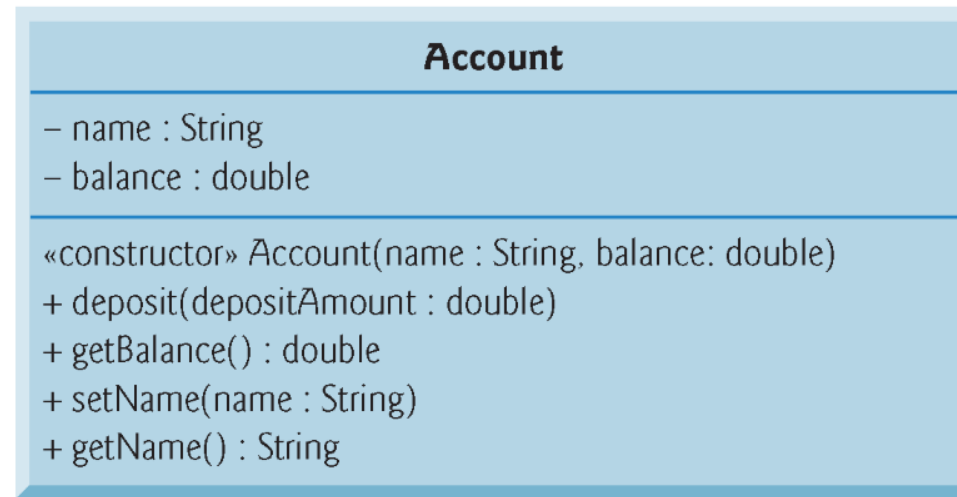 Account
– name : String
– balance : double
«constructor» Account(name : String, balance: double)
+ deposit(depositAmount : double)
+ getBalance() : double
+ setName(name : String)
+ getName() : String